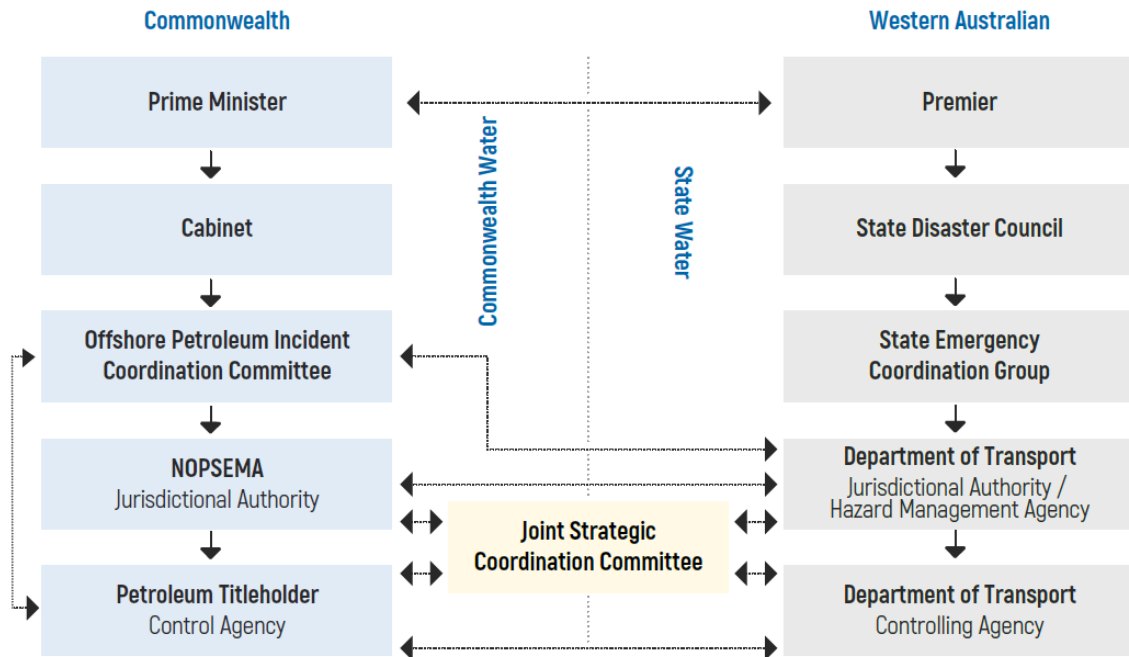 Commonwealth
Western Australian
Prime Minister
Premier
Commonwealth Water
State Water
Cabinet
State Disaster Council
Offshore Petroleum Incident
Coordination Committee
State Emergency
Coordination Group
NOPSEMA
Jurisdictional Authority
Department of Transport
Jurisdictional Authority /
Hazard Management Agency
Joint Strategic
Coordination Committee
Petroleum Titleholder
Control Agency
Department of Transport
Controlling Agency